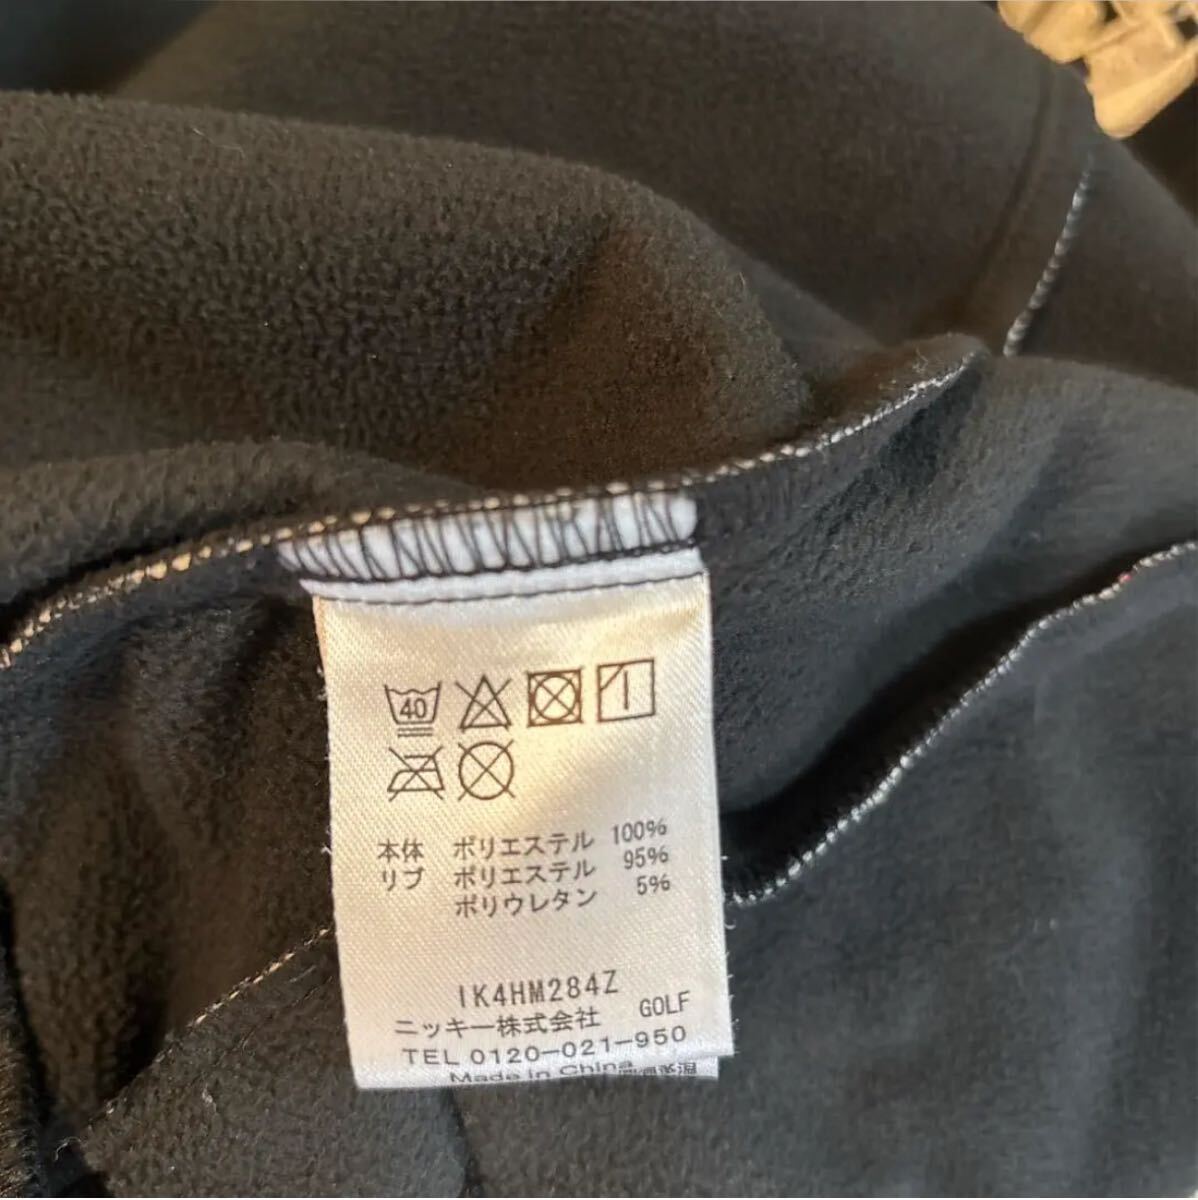 40
本体 ポリエステル 100%
リブ ポリエステル 95%
ポリウレタン 5%
IK4HM284Z
ニッキー株式会社 GOLF
TEL 0120-021-950
Made in China